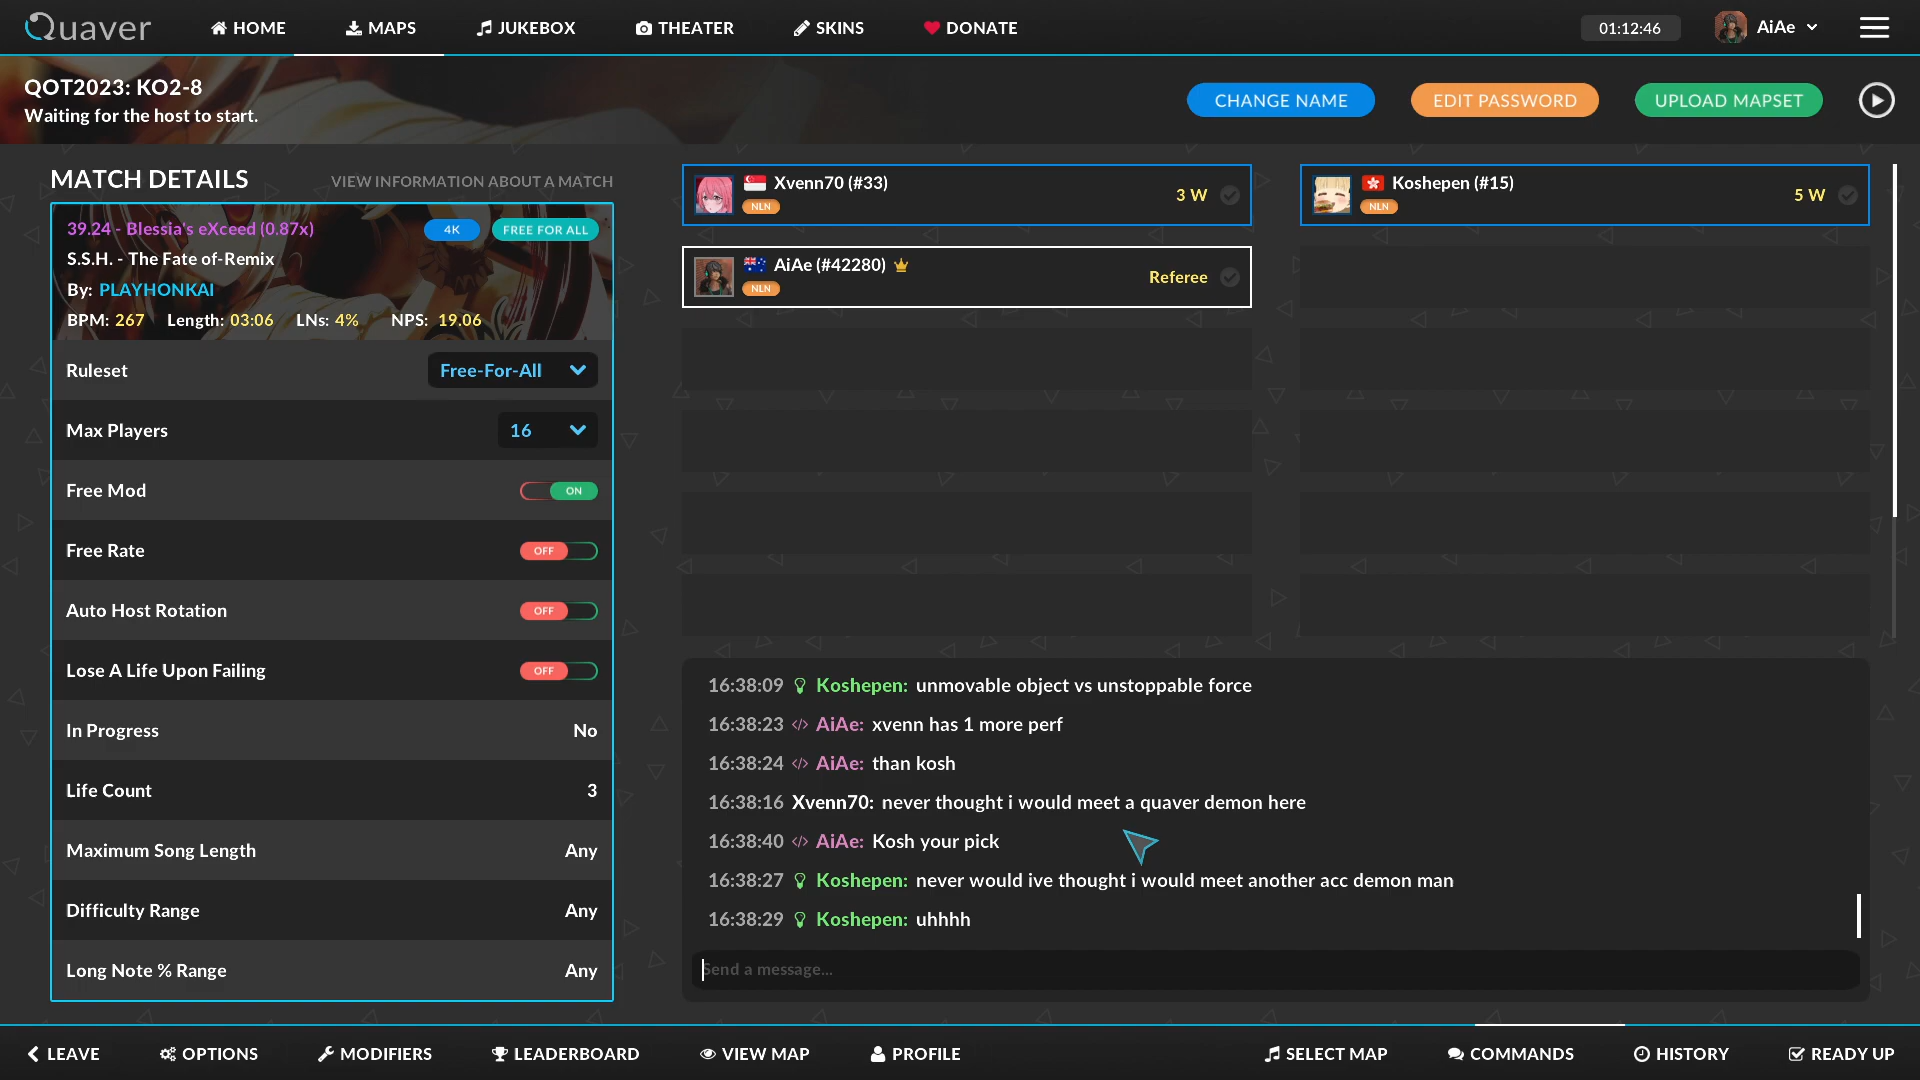 Quaver
HOME
MAPS
JUKEBOX
THEATER
SKINS
DONATE
01:12:46
AiAe
QOT2023: KO2-8
Waiting for the host to start.
CHANGE NAME
EDIT PASSWORD
UPLOAD MAPSET
MATCH DETAILS
VIEW INFORMATION ABOUT A MATCH
39.24 - Blessia's eXceed (0.87x)
4K
FREE FOR ALL
S.S.H. - The Fate of-Remix
By: PLAYHONKAI
BPM: 267 Length: 03:06 LNs: 4% NPS: 19.06
Ruleset Free-For-All
Max Players 16
Free Mod ON
Free Rate OFF
Auto Host Rotation OFF
Lose A Life Upon Failing OFF
In Progress No
Life Count 3
Maximum Song Length Any
Difficulty Range Any
Long Note % Range Any
Xvenn70 (#33)
NLN
3 W
Koshepen (#15)
NLN
5 W
AiAe (#42280)
NLN
Referee
16:38:09 Koshepen: unmovable object vs unstoppable force
16:38:23 </> AiAe: xvenn has 1 more perf
16:38:24 </> AiAe: than kosh
16:38:16 Xvenn70: never thought i would meet a quaver demon here
16:38:40 </> AiAe: Kosh your pick
16:38:27 Koshepen: never would ive thought i would meet another acc demon man
16:38:29 Koshepen: uhhhh
Send a message...
LEAVE
OPTIONS
MODIFIERS
LEADERBOARD
VIEW MAP
PROFILE
SELECT MAP
COMMANDS
HISTORY
READY UP